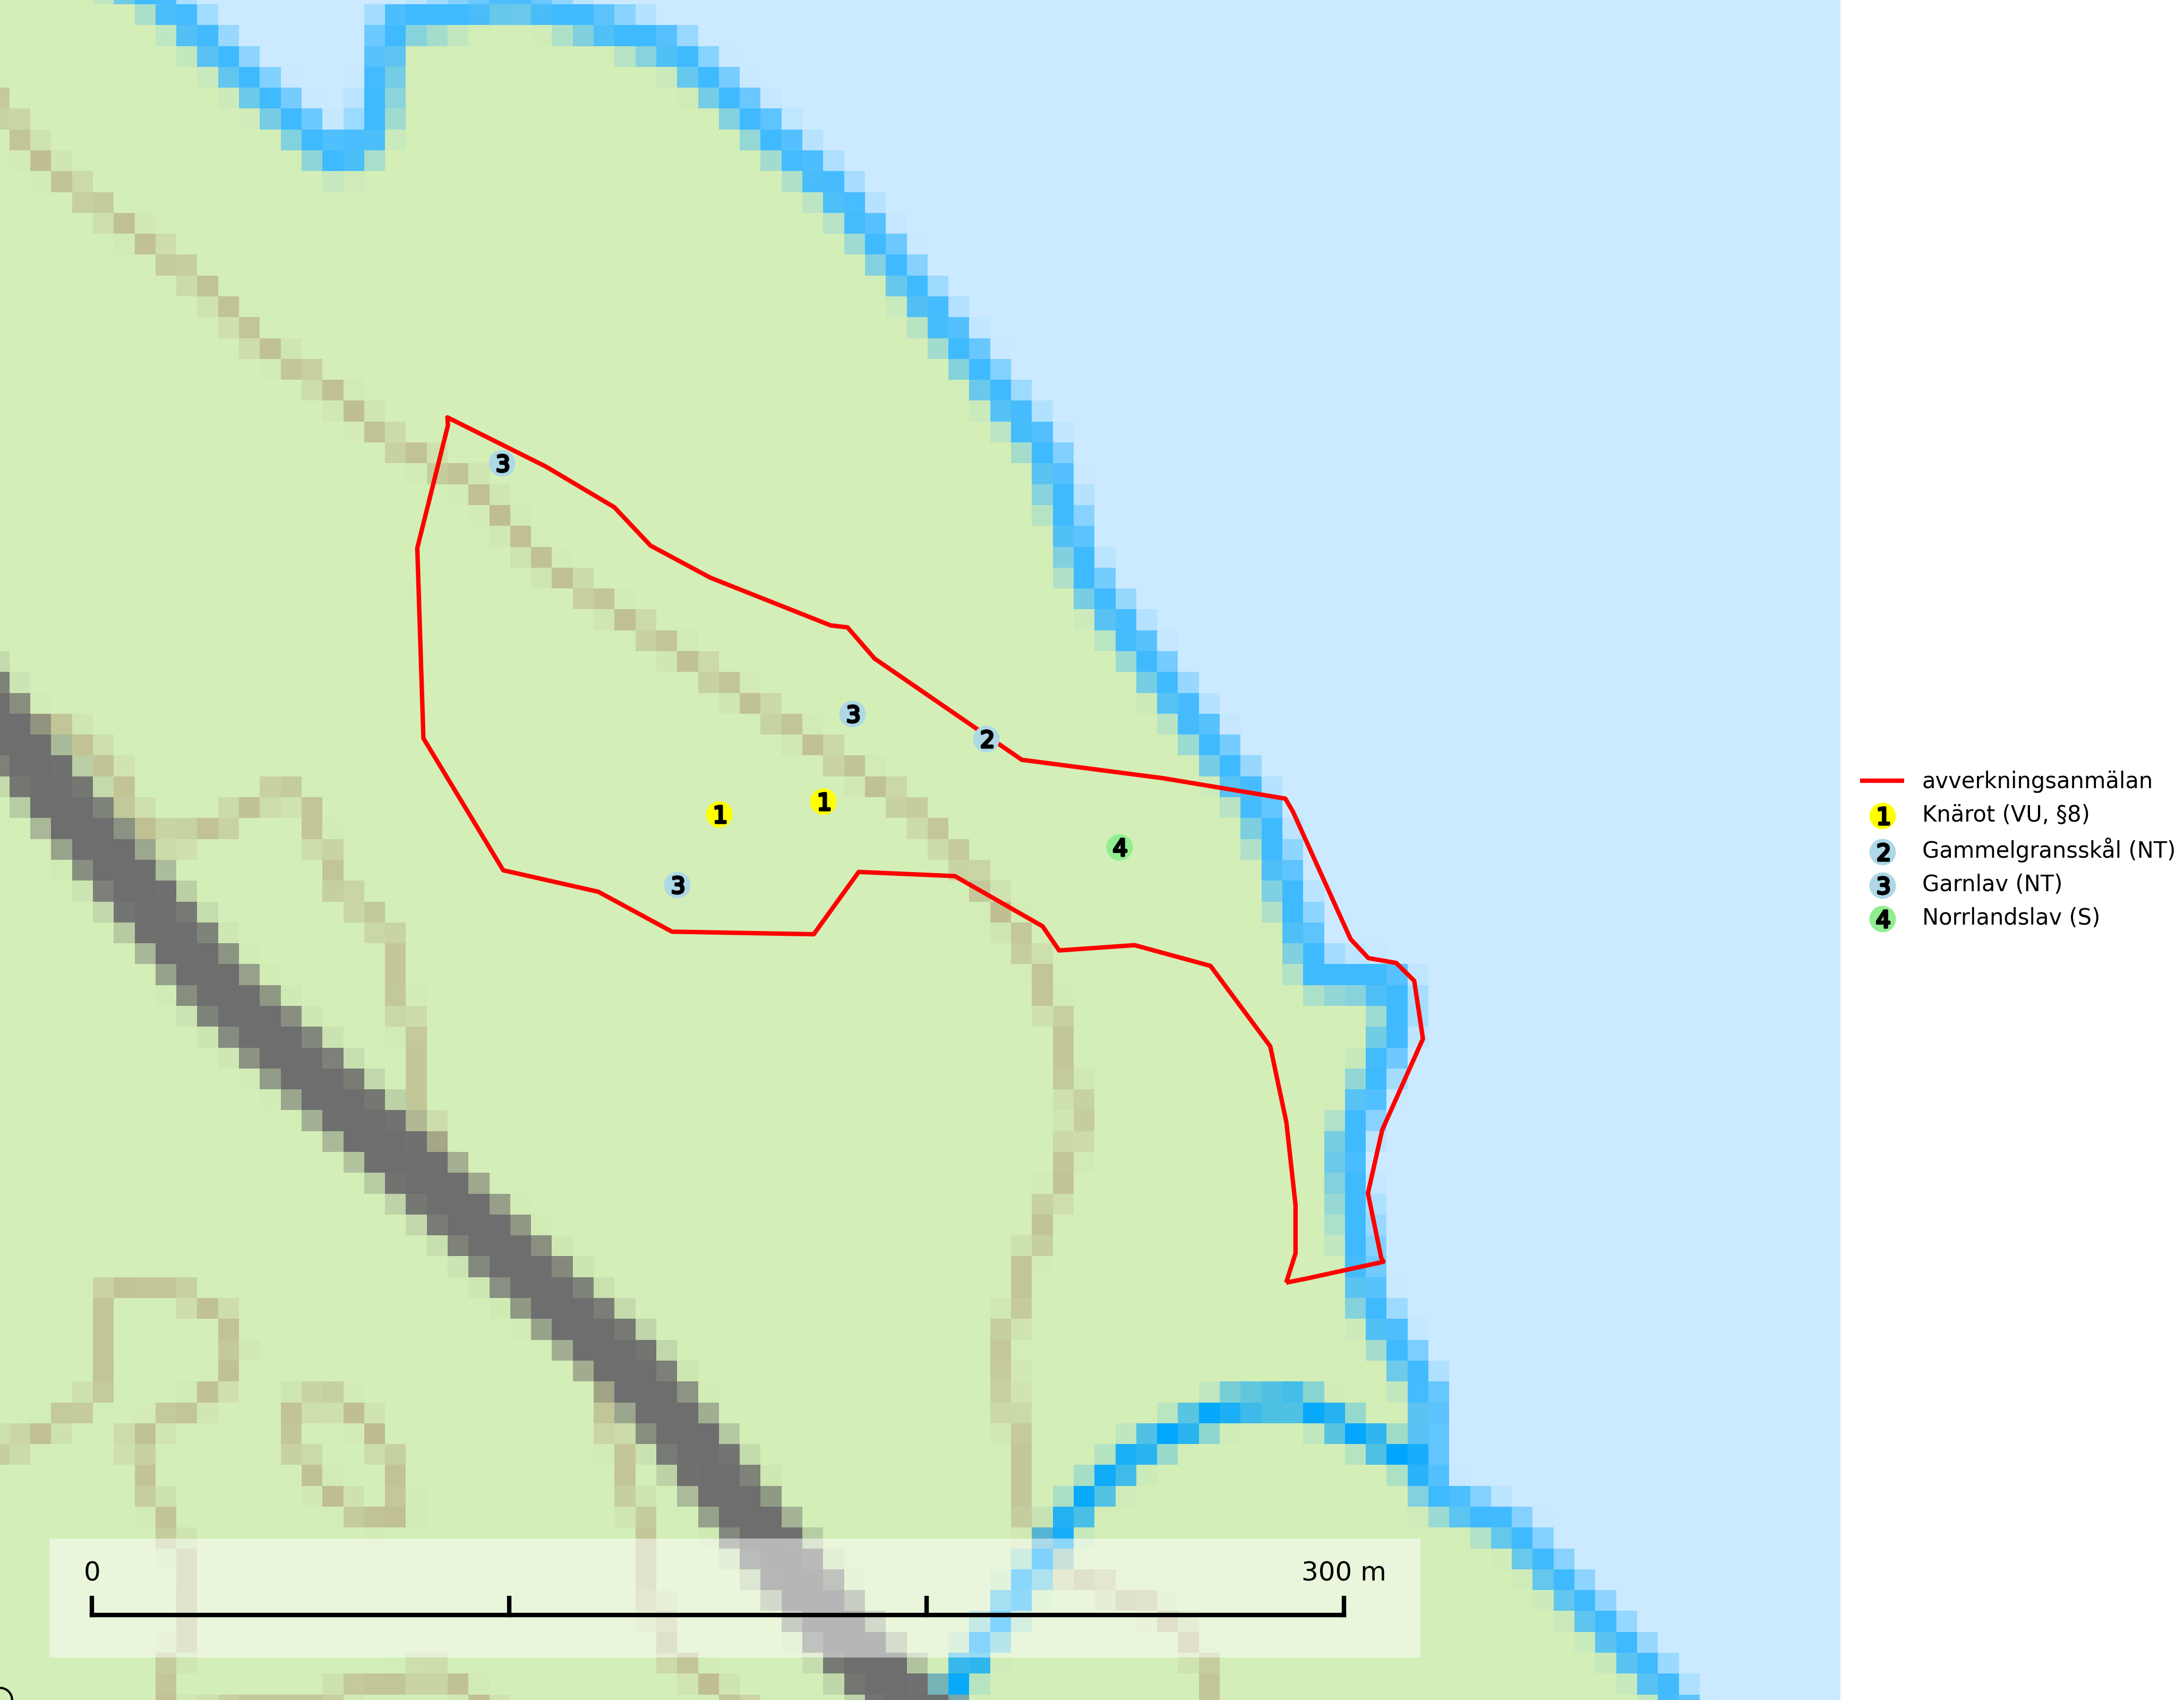 3
3
2
1
1
4
3
avverkningsanmälan
1 Knärot (VU, §8)
2 Gammelgransskål (NT)
3 Garnlav (NT)
4 Norrlandslav (S)
0 300 m